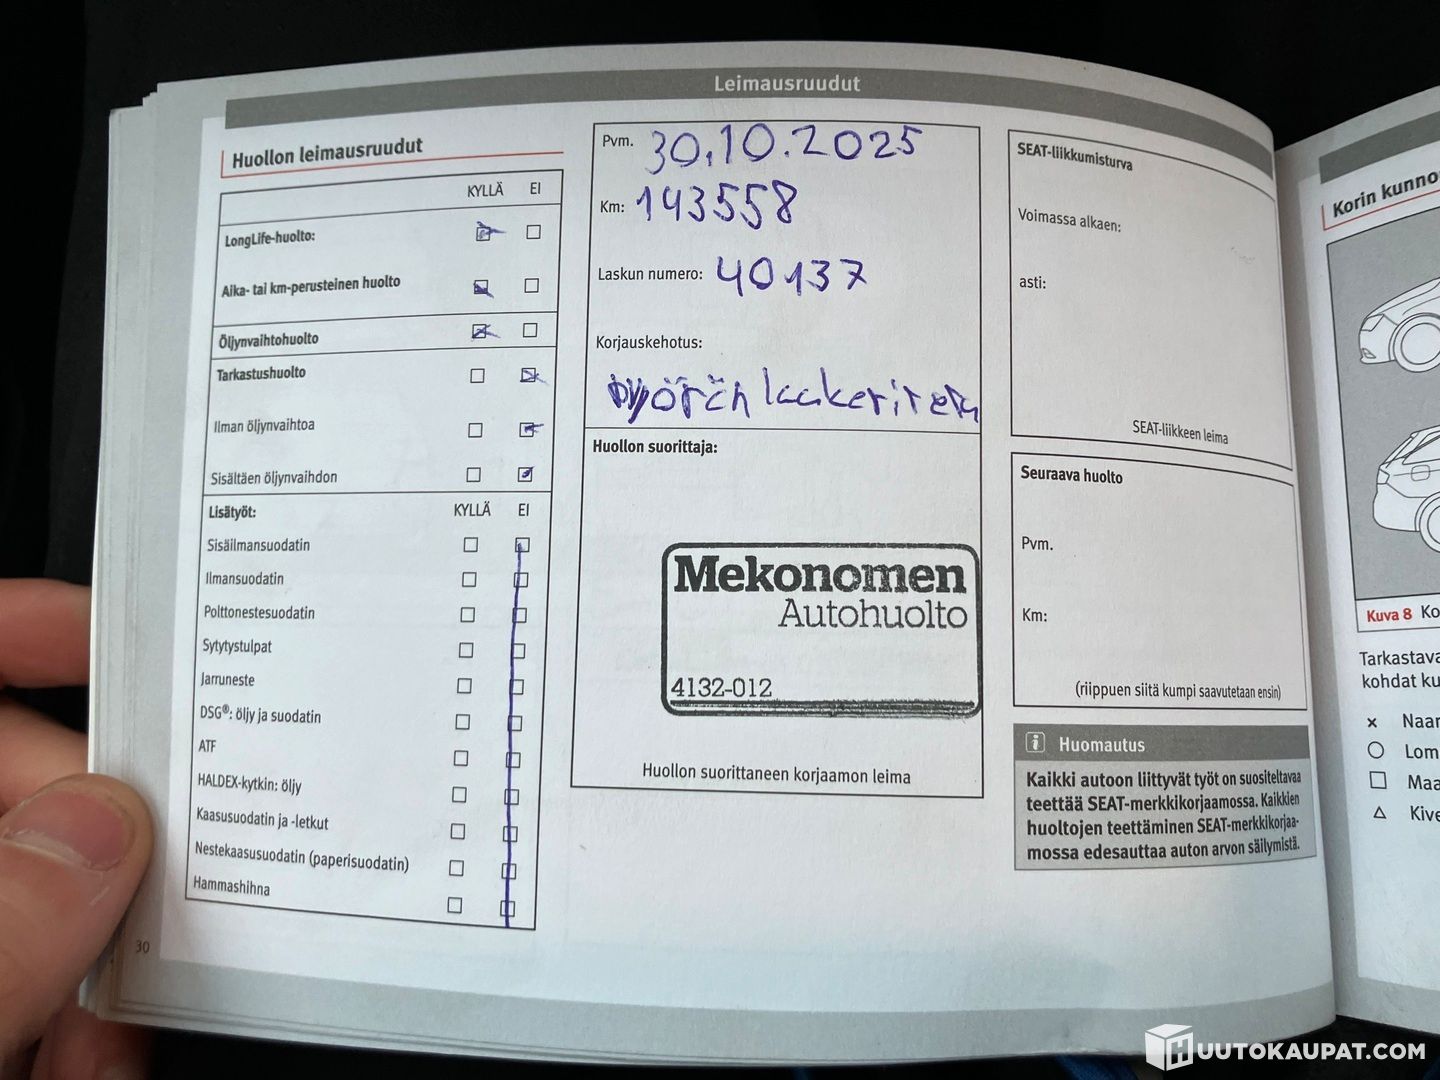 Leimausruudut
Huollon leimausruudut
KYLLÄ EI
LongLife-huolto:
Aika- tai km-perusteinen huolto
Öljynvaihtohuolto
Tarkastushuolto
Ilman öljynvaihtoa
Sisältäen öljynvaihdon
Lisätyöt: KYLLÄ EI
Sisäilmansuodatin
Ilmansuodatin
Polttonestesuodatin
Sytytystulpat
Jarruneste
DSG®: öljy ja suodatin
ATF
HALDEX-kytkin: öljy
Kaasusuodatin ja -letkut
Nestekaasusuodatin (paperisuodatin)
Hammashihna
30
Pvm. 30.10.2025
Km: 143558
Laskun numero: 40137
Korjauskehotus:
pyörän laakerit
Huollon suorittaja:
Mekonomen
Autohuolto
4132-012
Huollon suorittaneen korjaamon leima
SEAT-liikkumisturva
Voimassa alkaen:
asti:
SEAT-liikkeen leima
Seuraava huolto
Pvm.
Km:
(riippuen siitä kumpi saavutetaan ensin)
i Huomautus
Kaikki autoon liittyvät työt on suositeltavaa
teettää SEAT-merkkikorjaamossa. Kaikkien
huoltojen teettäminen SEAT-merkkikorjaa-
mossa edesauttaa auton arvon säilymistä.
Korin
Kuva 8
kohdat
HUUTOKAUPAT.COM